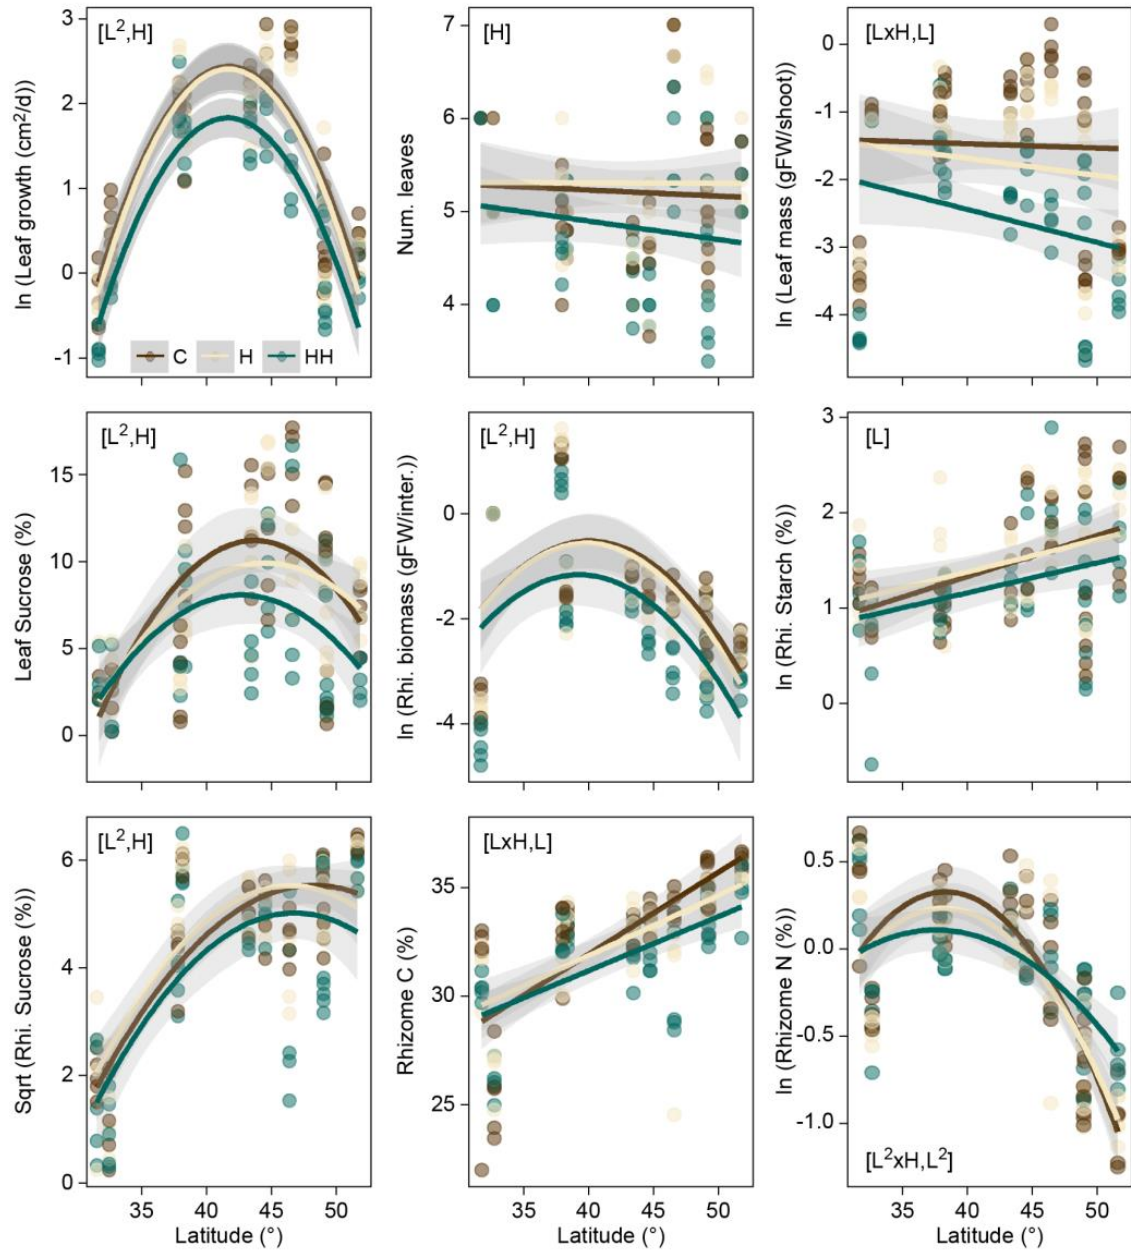 [L²,H]
ln (Leaf growth (cm²/d))
3
2
1
0
-1
C H HH
[H]
Num. leaves
7
6
5
4
[LxH,L]
ln (Leaf mass (gFW/shoot))
0
-1
-2
-3
-4
[L²,H]
Leaf Sucrose (%)
15
10
5
0
[L²,H]
ln (Rhi. biomass (gFW/inter.))
0
-2
-4
[L]
ln (Rhi. Starch (%))
3
2
1
0
[L²,H]
Sqrt (Rhi. Sucrose (%))
6
4
2
0
35 40 45 50
Latitude (°)
[LxH,L]
Rhizome C (%)
35
30
25
35 40 45 50
Latitude (°)
ln (Rhizome N (%))
0.5
0.0
-0.5
-1.0
[L²xH,L²]
35 40 45 50
Latitude (°)